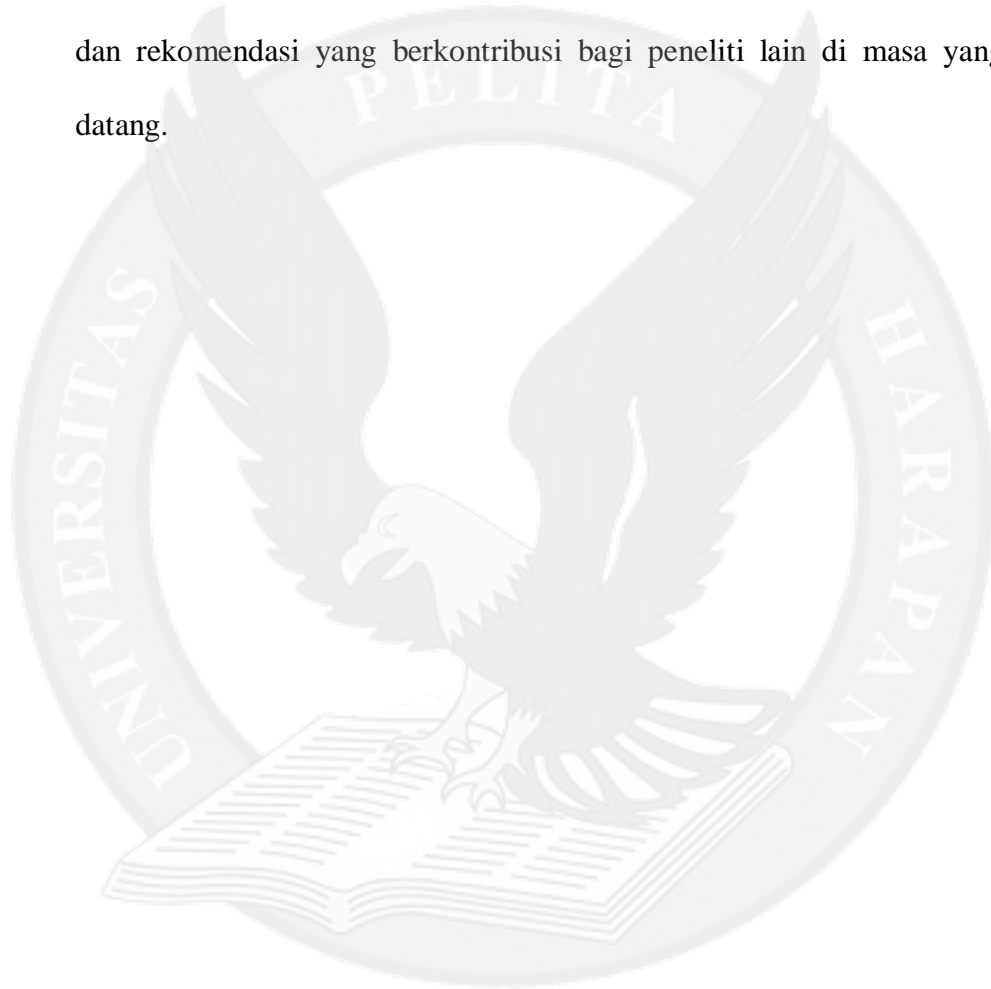 dan rekomendasi yang berkontribusi bagi peneliti lain di masa yang
datang.
UNIVERSITAS PELITA HARAPAN